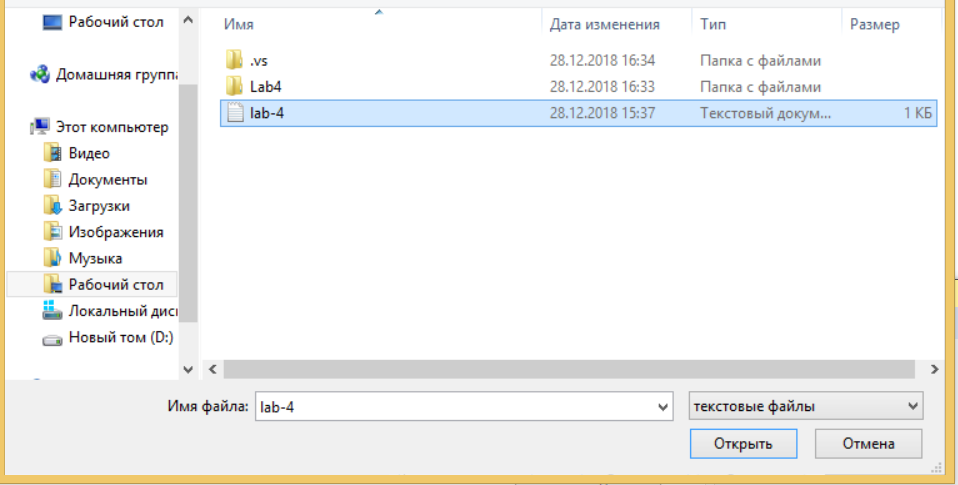 Рабочий стол
Домашняя групп
Этот компьютер
Видео
Документы
Загрузки
Изображения
Музыка
Рабочий стол
Локальный дис
Новый том (D:)
Имя Дата изменения Тип Размер
.vs 28.12.2018 16:34 Папка с файлами
Lab4 28.12.2018 16:33 Папка с файлами
lab-4 28.12.2018 15:37 Текстовый докум... 1 КБ
Имя файла: lab-4 текстовые файлы
Открыть Отмена